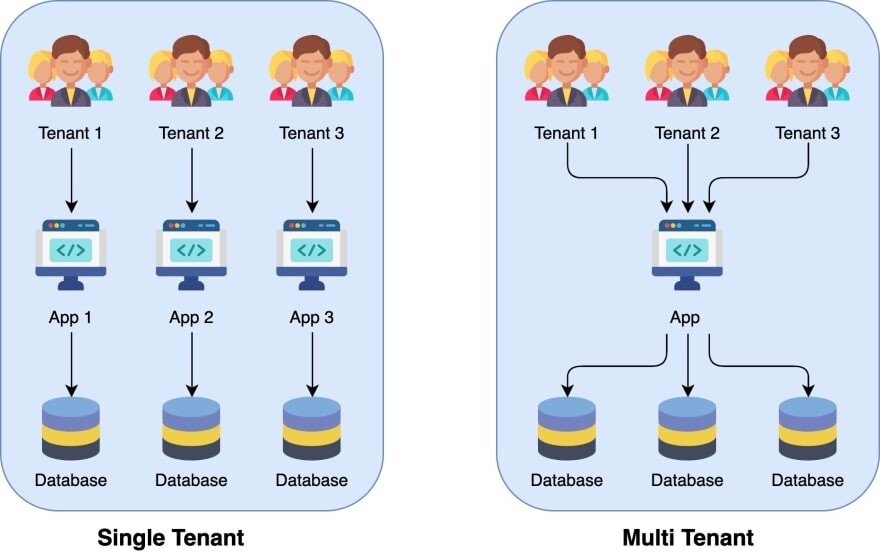 Tenant 1 Tenant 2 Tenant 3
</>
</>
</>
App 1 App 2 App 3
Database Database Database
Single Tenant
Tenant 1 Tenant 2 Tenant 3
</>
App
Database Database Database
Multi Tenant